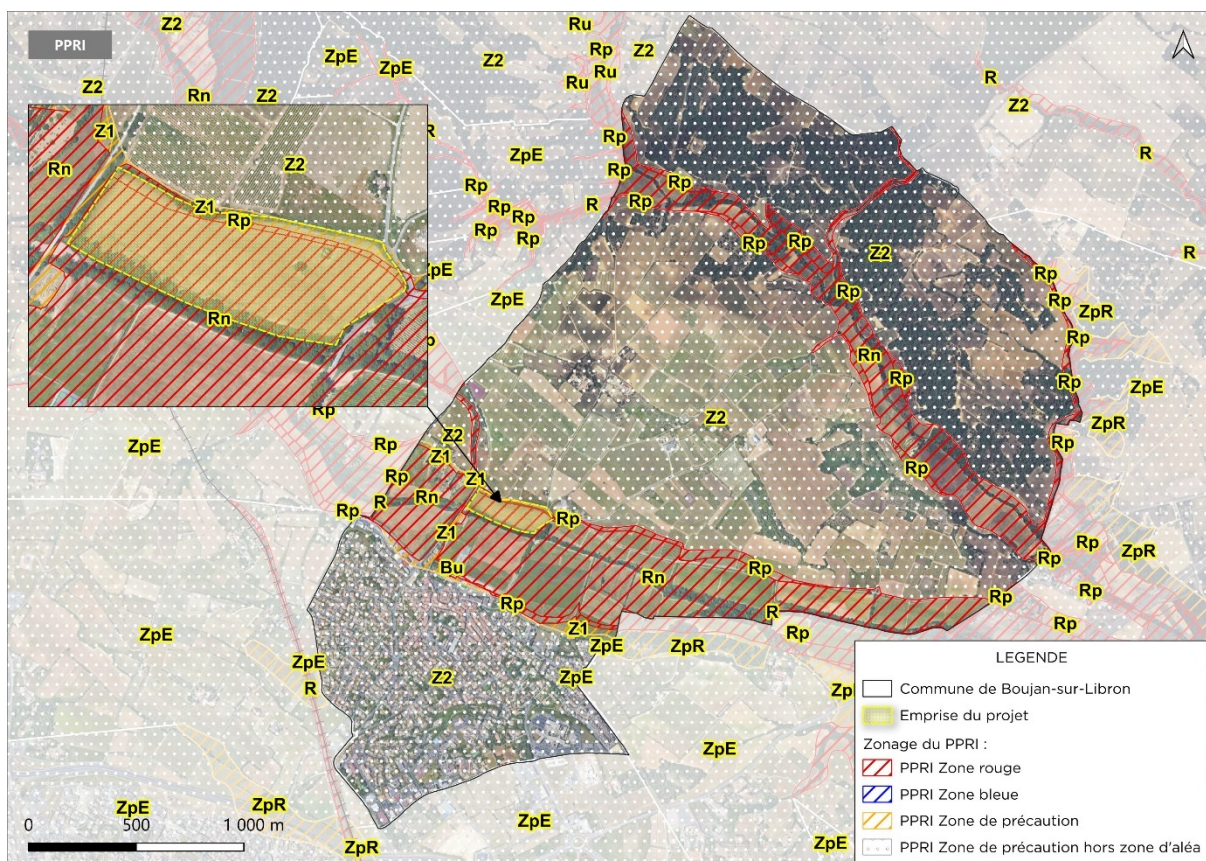 PPRI
Z2
Ru
Rp
Z2
Ru
Ru
ZpE
ZpE
Z2
Z2
Rn
Z2
R
Z2
R
Z1
Rn
Z2
Z1
Rp
Rn
R
ZpE
Rp
Rp
Rp
Rp
Rp
R
Rp
Rp
Rp
Rp
Rp
Rp
Z2
R
ZpE
ZpE
Rp
Rp
Rp
ZpR
Rp
Rn
Rp
Rp
ZpE
ZpR
Rp
Rp
Z2
ZpE
Rp
Z2
Z1
Rp
Rn
R
Rp
Z1
Rp
Rp
Z1
Bu
Rp
Rn
Rp
Rp
Rp
ZpR
Rp
Rp
Rp
R
Rp
Z1
ZpE
ZpR
ZpE
ZpE
R
Z2
ZpE
ZpE
ZpE
ZpR
ZpR
ZpE
ZpE
0 500 1 000 m
LEGENDE
Commune de Boujan-sur-Libron
Emprise du projet
Zonage du PPRI :
PPRI Zone rouge
PPRI Zone bleue
PPRI Zone de précaution
PPRI Zone de précaution hors zone d'aléa